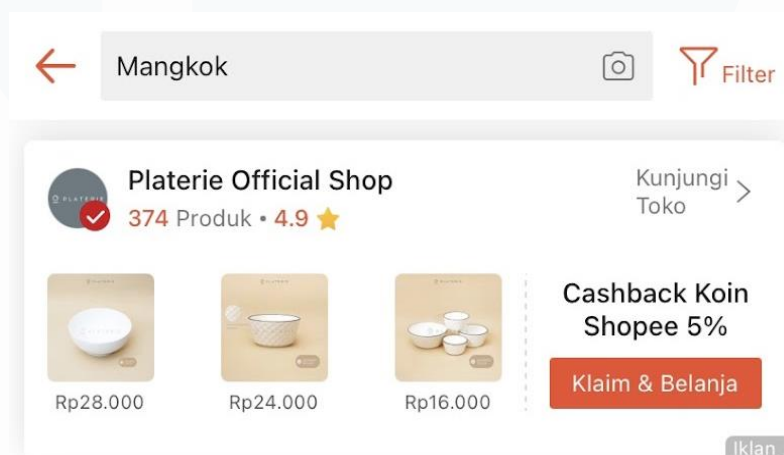 Mangkok
Filter
Platerie Official Shop
374 Produk • 4.9
Kunjungi
Toko
PLATERIE
Rp28.000
Rp24.000
Rp16.000
Cashback Koin
Shopee 5%
Klaim & Belanja
Iklan